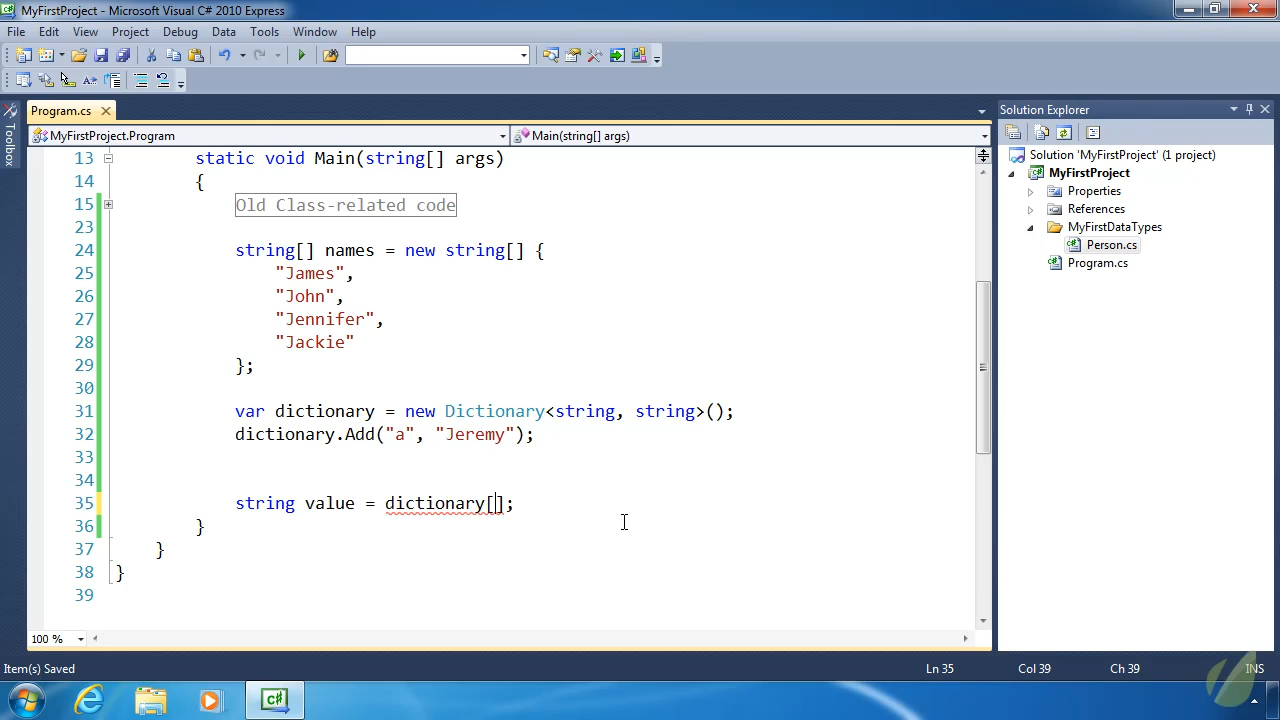 MyFirstProject - Microsoft Visual C# 2010 Express
File Edit View Project Debug Data Tools Window Help
Program.cs
MyFirstProject.Program
Main(string[] args)
Toolbox
13 static void Main(string[] args)
14 {
15 Old Class-related code
23
24 string[] names = new string[] {
25 "James",
26 "John",
27 "Jennifer",
28 "Jackie"
29 };
30
31 var dictionary = new Dictionary<string, string>();
32 dictionary.Add("a", "Jeremy");
33
34
35 string value = dictionary[];
36 }
37 }
38 }
39
100 %
Solution Explorer
Solution 'MyFirstProject' (1 project)
MyFirstProject
Properties
References
MyFirstDataTypes
Person.cs
Program.cs
Item(s) Saved
Ln 35 Col 39 Ch 39 INS
C#